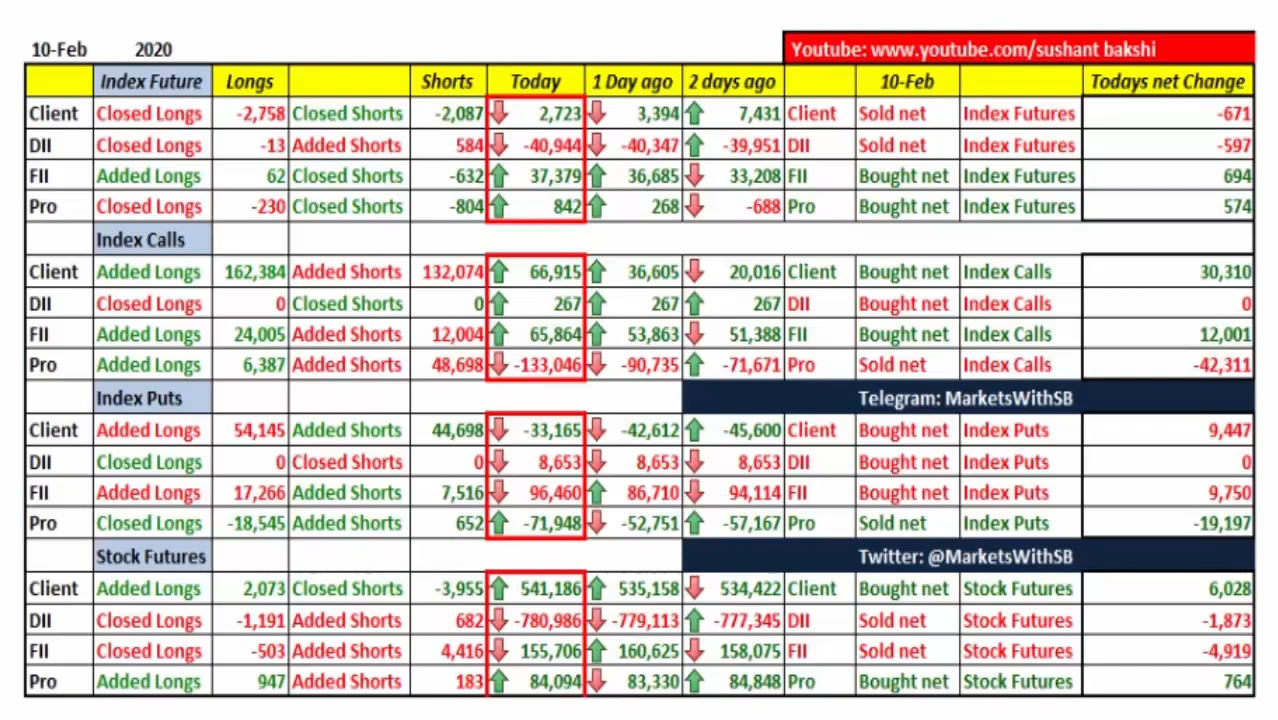 10-Feb 2020 Youtube: www.youtube.com/sushant bakshi
Index Future Longs Shorts Today 1 Day ago 2 days ago 10-Feb Todays net Change
Client Closed Longs -2,758 Closed Shorts -2,087 2,723 3,394 7,431 Client Sold net Index Futures -671
DII Closed Longs -13 Added Shorts 584 -40,944 -40,347 -39,951 DII Sold net Index Futures -597
FII Added Longs 62 Closed Shorts -632 37,379 36,685 33,208 FII Bought net Index Futures 694
Pro Closed Longs -230 Closed Shorts -804 842 268 -688 Pro Bought net Index Futures 574
Index Calls
Client Added Longs 162,384 Added Shorts 132,074 66,915 36,605 20,016 Client Bought net Index Calls 30,310
DII Closed Longs 0 Closed Shorts 0 267 267 267 DII Bought net Index Calls 0
FII Added Longs 24,005 Added Shorts 12,004 65,864 53,863 51,388 FII Bought net Index Calls 12,001
Pro Added Longs 6,387 Added Shorts 48,698 -133,046 -90,735 -71,671 Pro Sold net Index Calls -42,311
Index Puts Telegram: MarketsWithSB
Client Added Longs 54,145 Added Shorts 44,698 -33,165 -42,612 -45,600 Client Bought net Index Puts 9,447
DII Closed Longs 0 Closed Shorts 0 8,653 8,653 8,653 DII Bought net Index Puts 0
FII Added Longs 17,266 Added Shorts 7,516 96,460 86,710 94,114 FII Bought net Index Puts 9,750
Pro Closed Longs -18,545 Added Shorts 652 -71,948 -52,751 -57,167 Pro Sold net Index Puts -19,197
Stock Futures Twitter: @MarketsWithSB
Client Added Longs 2,073 Closed Shorts -3,955 541,186 535,158 534,422 Client Bought net Stock Futures 6,028
DII Closed Longs -1,191 Added Shorts 682 -780,986 -779,113 -777,345 DII Sold net Stock Futures -1,873
FII Closed Longs -503 Added Shorts 4,416 155,706 160,625 158,075 FII Sold net Stock Futures -4,919
Pro Added Longs 947 Added Shorts 183 84,094 83,330 84,848 Pro Bought net Stock Futures 764